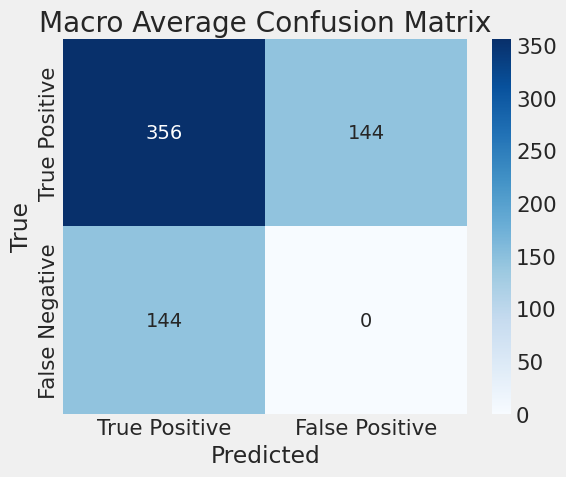 Macro Average Confusion Matrix
True
True Positive
False Negative
356
144
144
0
True Positive
False Positive
Predicted
350
300
250
200
150
100
50
0